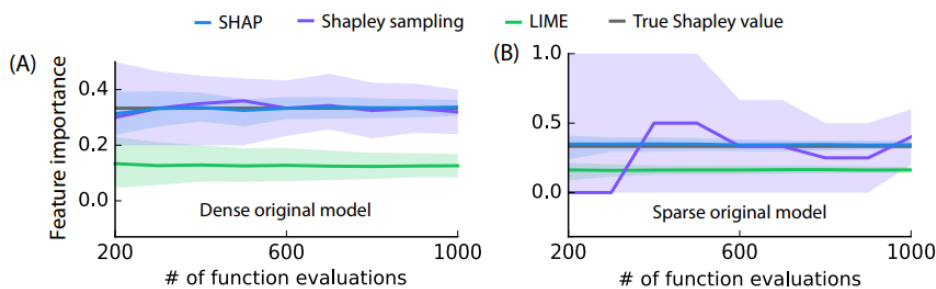 SHAP Shapley sampling LIME True Shapley value
(A)
Feature importance
0.4
0.2
0.0
Dense original model
200 600 1000
# of function evaluations
(B)
1.0
0.5
0.0
Sparse original model
200 600 1000
# of function evaluations